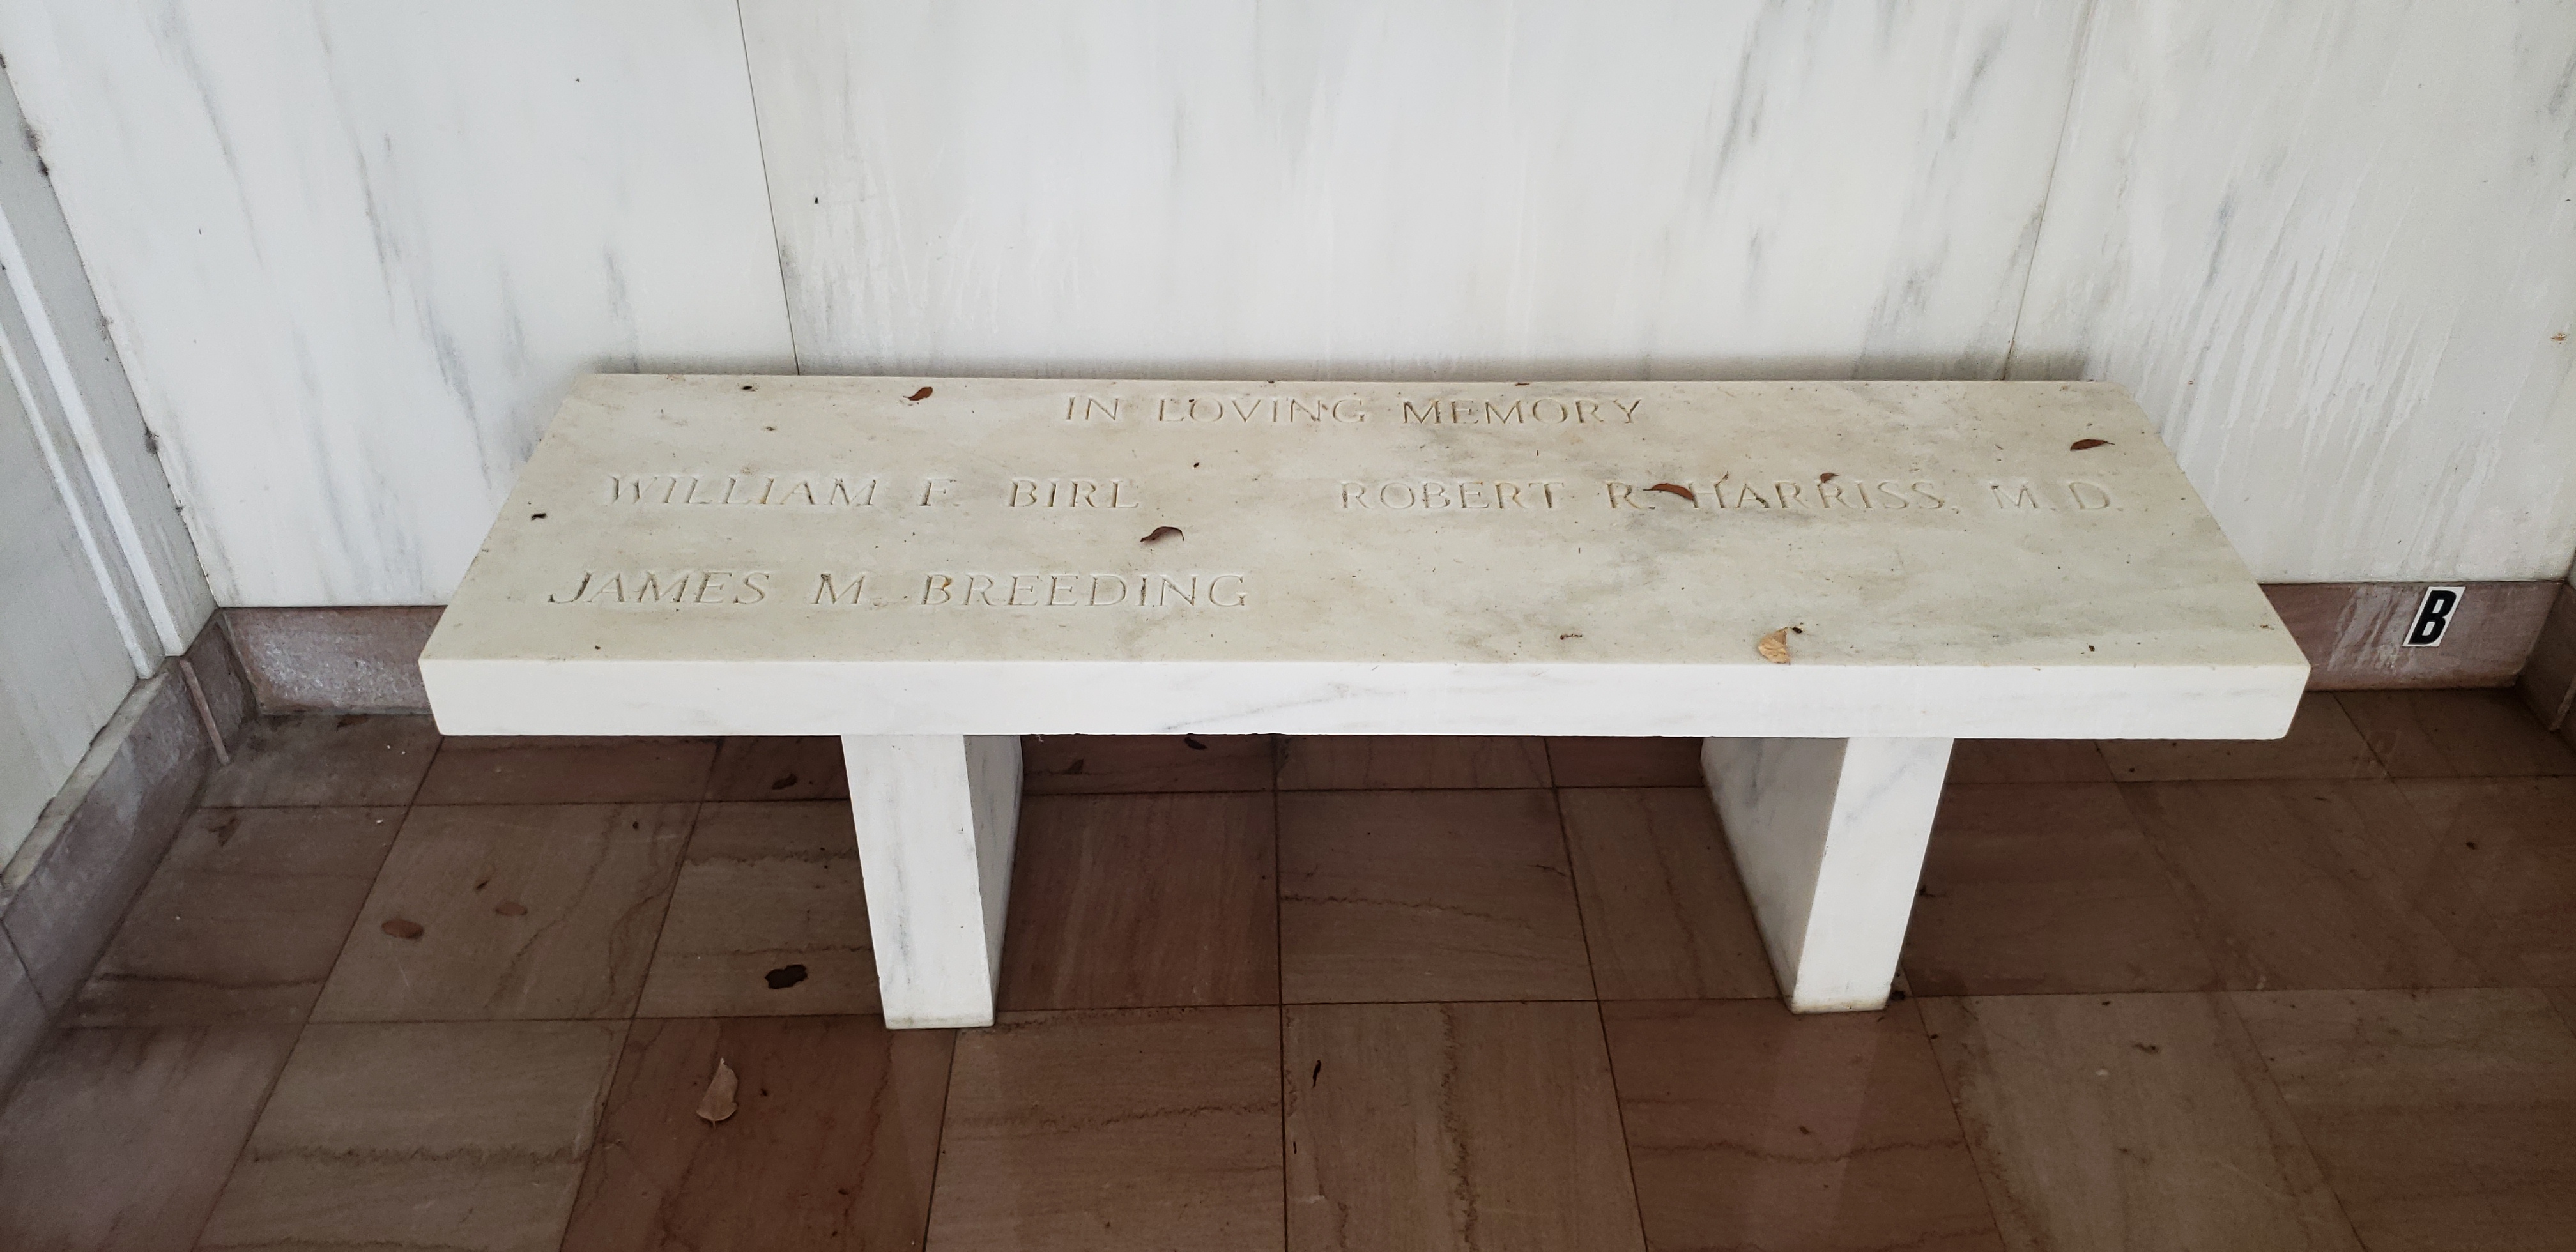 IN LOVING MEMORY
WILLIAM F. BIRL ROBERT R. HARRISS, M.D.
JAMES M. BREEDING
B